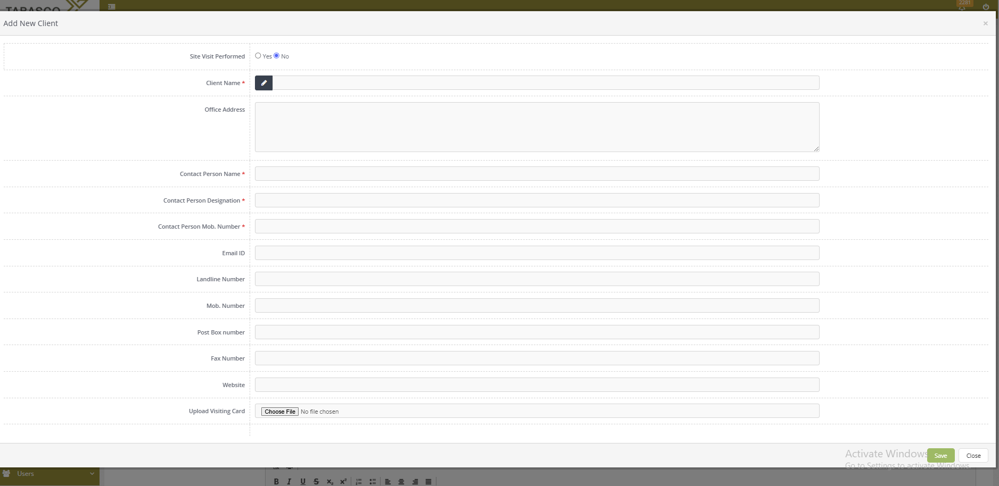 TABASCO
2281
Add New Client
×
Site Visit Performed
Yes No
Client Name *
Office Address
Contact Person Name *
Contact Person Designation *
Contact Person Mob. Number *
Email ID
Landline Number
Mob. Number
Post Box number
Fax Number
Website
Upload Visiting Card
Choose File No file chosen
Activate Windows
Go to Settings to activate Windows.
Save
Close
Users
B I U S x₂ x²